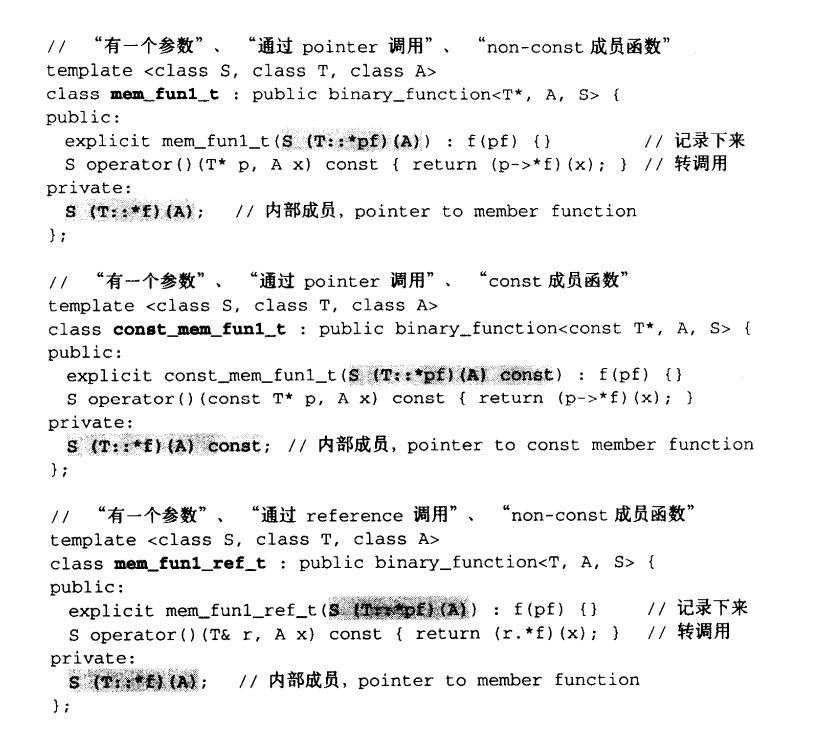 // “有一个参数”、 “通过 pointer 调用”、 “non-const 成员函数”
template <class S, class T, class A>
class mem_fun1_t : public binary_function<T*, A, S> {
public:
  explicit mem_fun1_t(S (T::*pf)(A)) : f(pf) {}        // 记录下来
  S operator()(T* p, A x) const { return (p->*f)(x); } // 转调用
private:
  S (T::*f)(A);   // 内部成员, pointer to member function
};
// “有一个参数”、 “通过 pointer 调用”、 “const 成员函数”
template <class S, class T, class A>
class const_mem_fun1_t : public binary_function<const T*, A, S> {
public:
  explicit const_mem_fun1_t(S (T::*pf)(A) const) : f(pf) {}
  S operator()(const T* p, A x) const { return (p->*f)(x); }
private:
  S (T::*f)(A) const; // 内部成员, pointer to const member function
};
// “有一个参数”、 “通过 reference 调用”、 “non-const 成员函数”
template <class S, class T, class A>
class mem_fun1_ref_t : public binary_function<T, A, S> {
public:
  explicit mem_fun1_ref_t(S (T::*pf)(A)) : f(pf) {}    // 记录下来
  S operator()(T& r, A x) const { return (r.*f)(x); }  // 转调用
private:
  S (T::*f)(A);   // 内部成员, pointer to member function
};